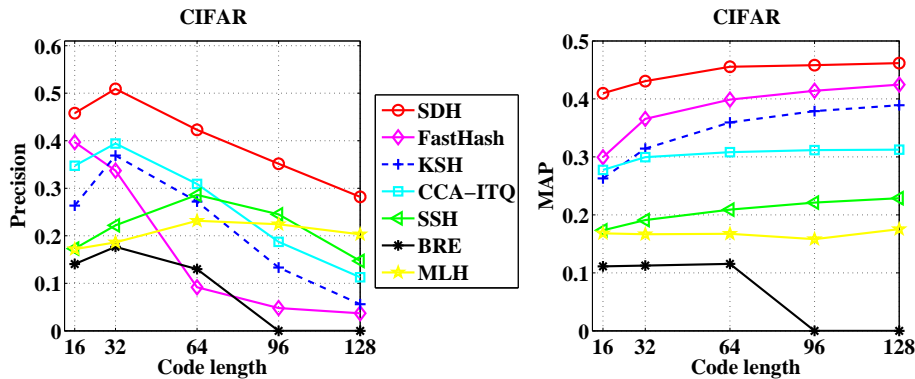 CIFAR
Precision
0.6
0.5
0.4
0.3
0.2
0.1
0
16 32 64 96 128
Code length
SDH
FastHash
KSH
CCA-ITQ
SSH
BRE
MLH
CIFAR
MAP
0.5
0.4
0.3
0.2
0.1
0
16 32 64 96 128
Code length